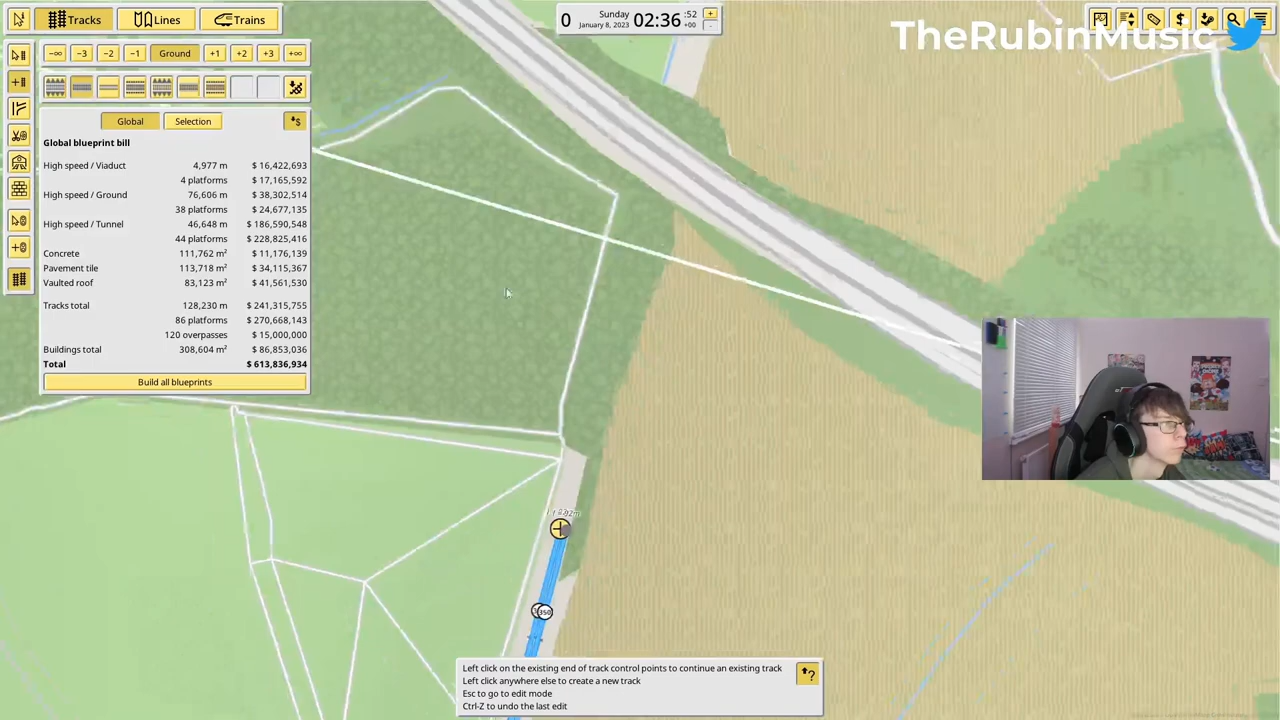 Tracks
Lines
Trains
0
Sunday
January 8, 2023
02:36
:52
+00
+
-
TheRubinMusic
-∞
-3
-2
-1
Ground
+1
+2
+3
+∞
Global
Selection
Global blueprint bill
High speed / Viaduct 4,977 m $ 16,422,693
4 platforms $ 17,165,592
High speed / Ground 76,606 m $ 38,302,514
38 platforms $ 24,677,135
High speed / Tunnel 46,648 m $ 186,590,548
44 platforms $ 228,825,416
Concrete 111,762 m² $ 11,176,139
Pavement tile 113,718 m² $ 34,115,367
Vaulted roof 83,123 m² $ 41,561,530
Tracks total 128,230 m $ 241,315,755
86 platforms $ 270,668,143
120 overpasses $ 15,000,000
Buildings total 308,604 m² $ 86,853,036
Total $ 613,836,934
Build all blueprints
350
Left click on the existing end of track control points to continue an existing track
Left click anywhere else to create a new track
Esc to go to edit mode
Ctrl-Z to undo the last edit